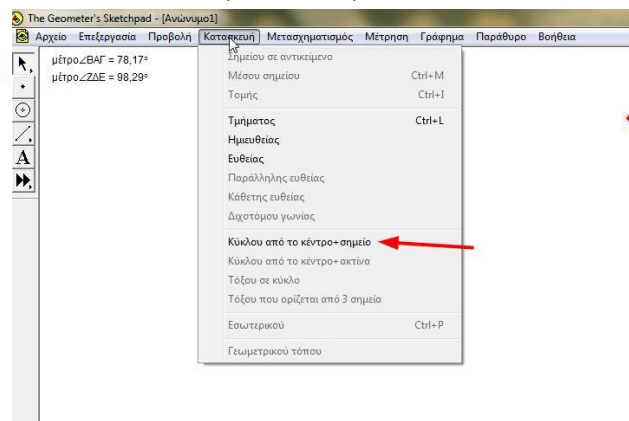 The Geometer's Sketchpad - [Ανώνυμο1]
Αρχείο Επεξεργασία Προβολή Κατασκευή Μετασχηματισμός Μέτρηση Γράφημα Παράθυρο Βοήθεια
μέτρο∠ΒΑΓ = 78,17°
μέτρο∠ΖΔΕ = 98,29°
Σημείου σε αντικείμενο
Μέσου σημείου Ctrl+M
Τομής Ctrl+I
Τμήματος Ctrl+L
Ημιευθείας
Ευθείας
Παράλληλης ευθείας
Κάθετης ευθείας
Διχοτόμου γωνίας
Κύκλου από το κέντρο+σημείο
Κύκλου από το κέντρο+ακτίνα
Τόξου σε κύκλο
Τόξου που ορίζεται από 3 σημεία
Εσωτερικού Ctrl+P
Γεωμετρικού τόπου
A